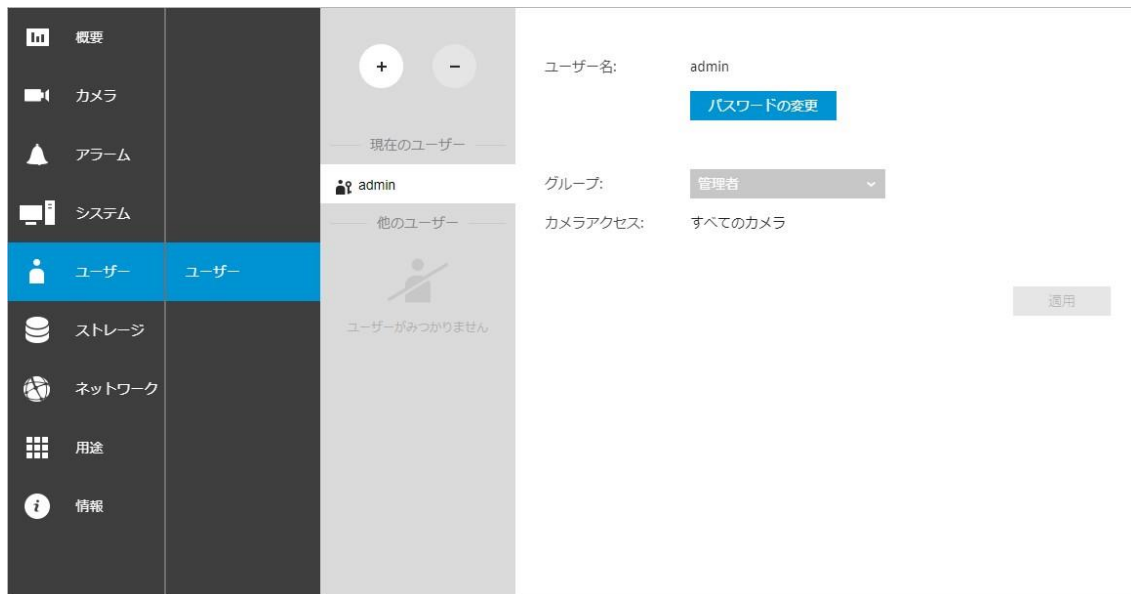 概要
カメラ
アラーム
システム
ユーザー
ストレージ
ネットワーク
用途
情報
ユーザー
+ -
現在のユーザー
admin
他のユーザー
ユーザーがみつかりません
ユーザー名: admin
パスワードの変更
グループ: 管理者
カメラアクセス: すべてのカメラ
適用